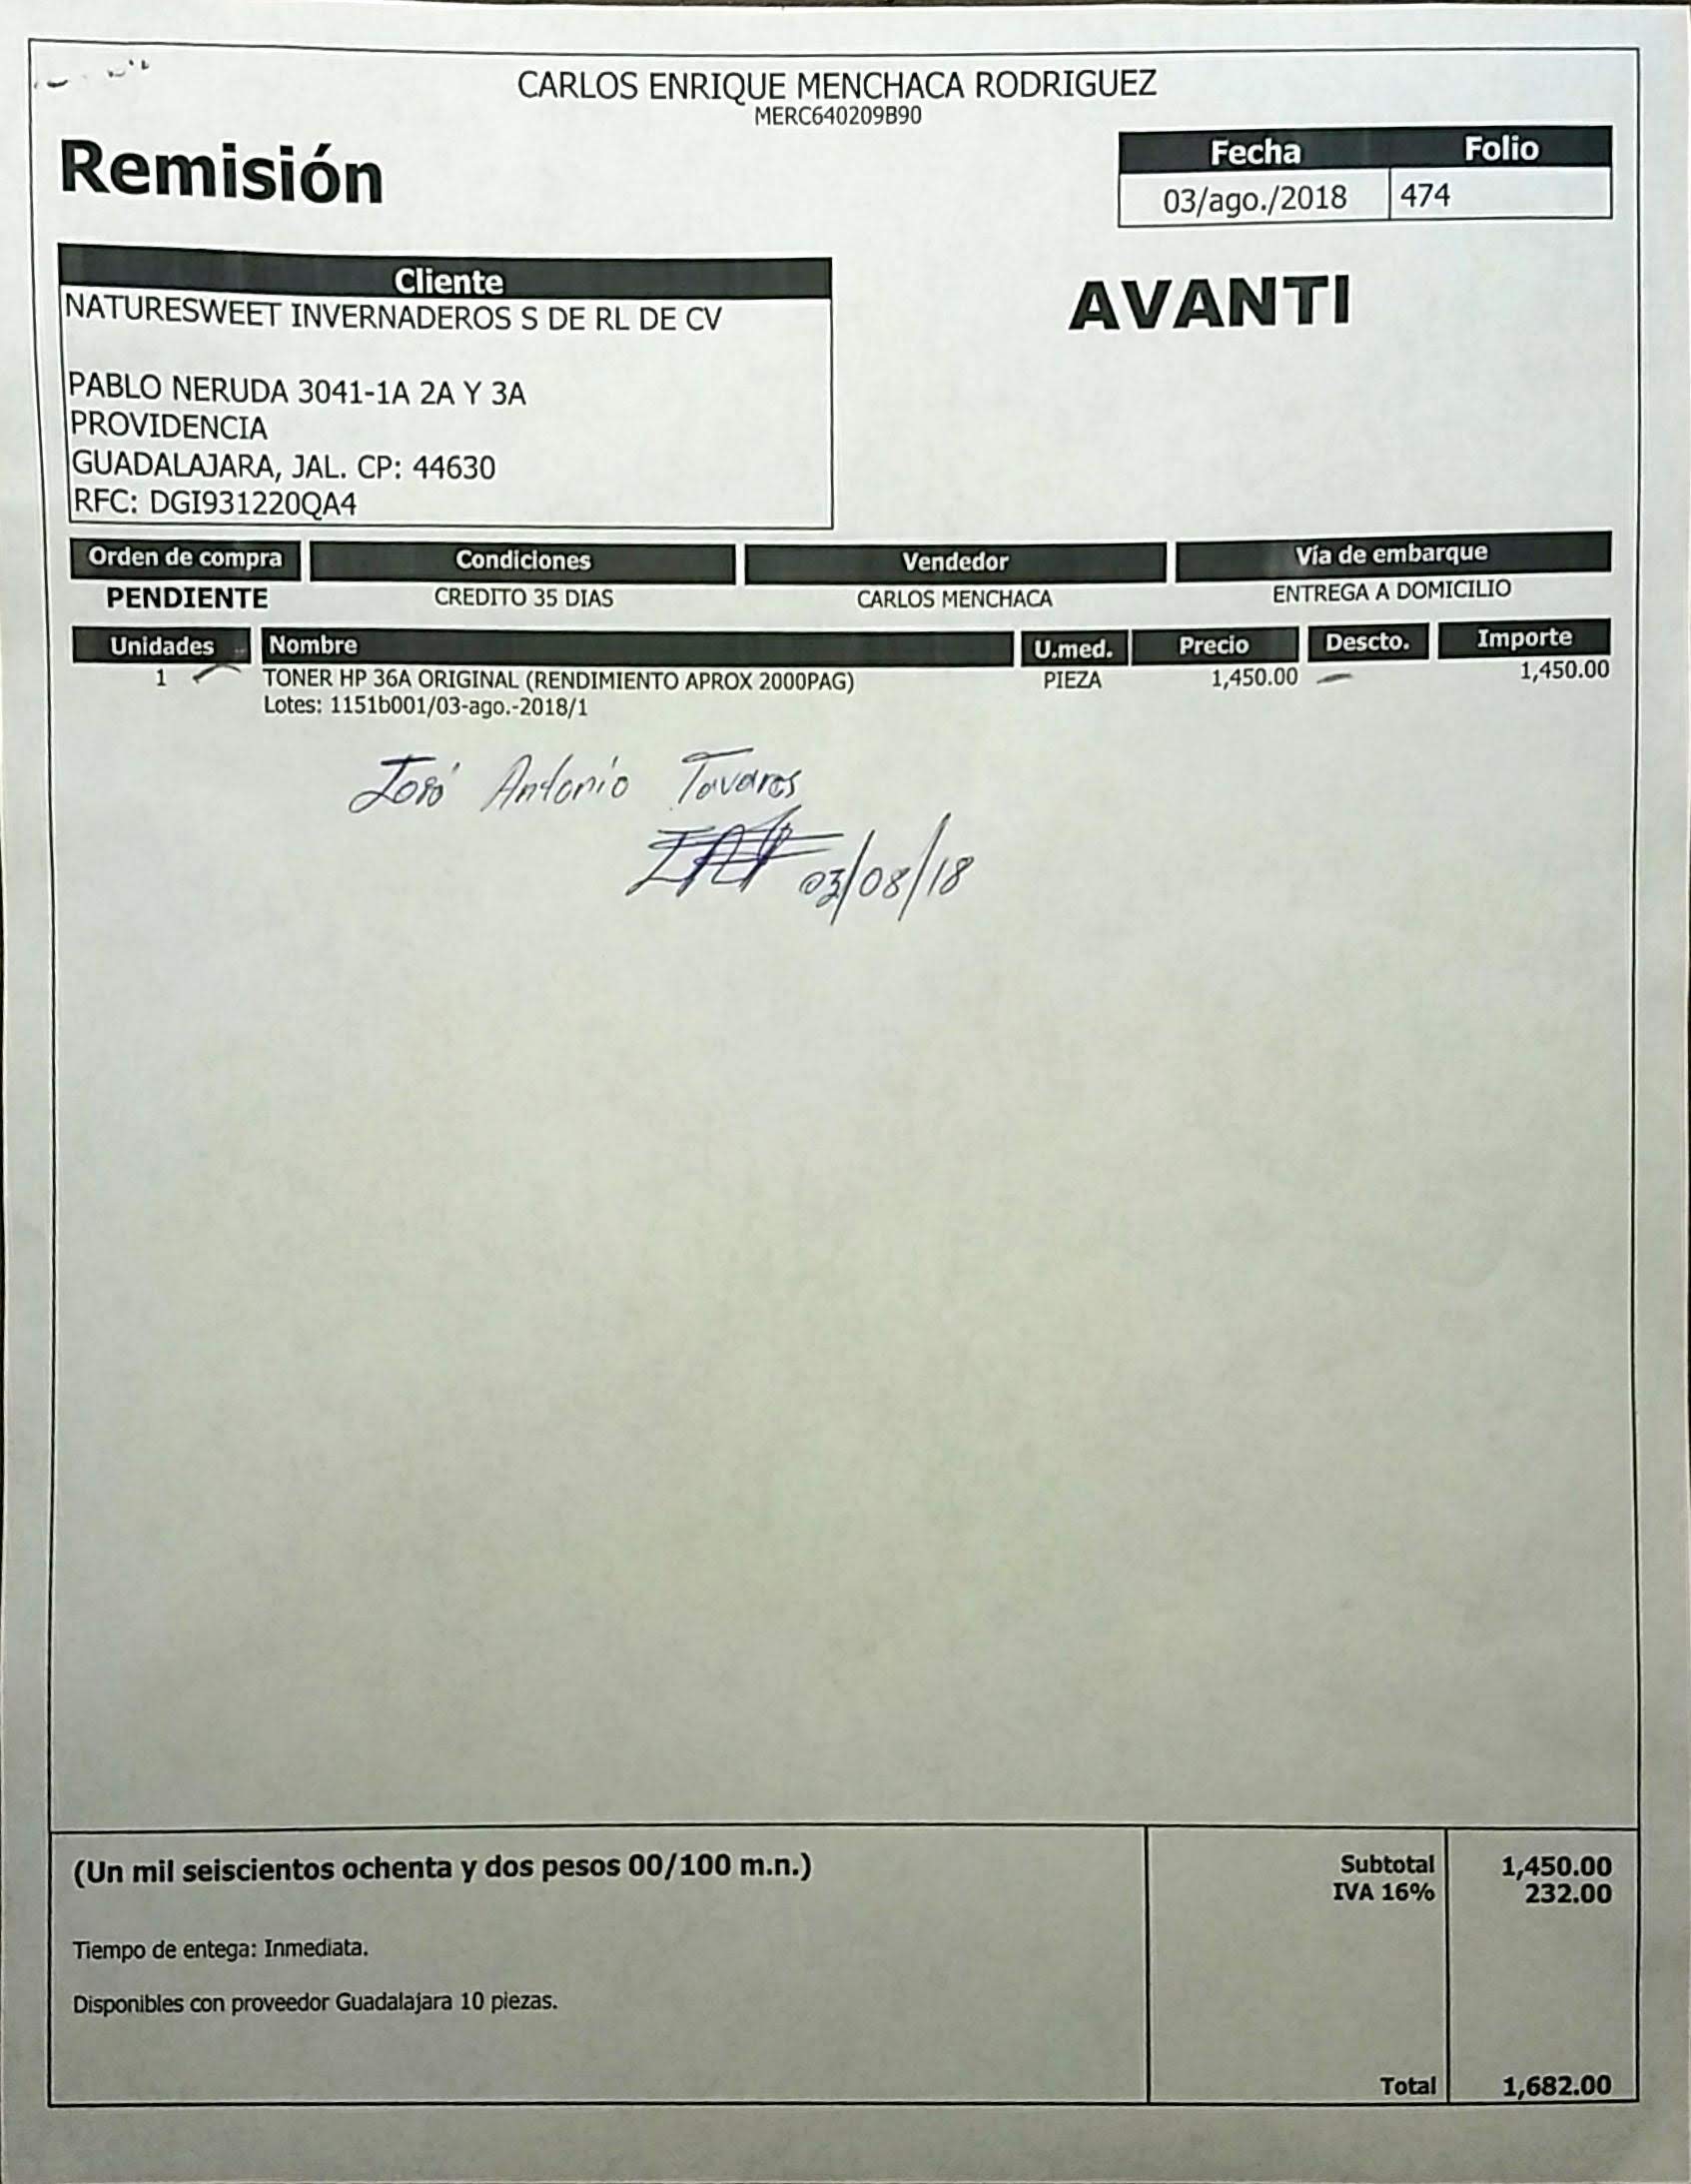 CARLOS ENRIQUE MENCHACA RODRIGUEZ
MERC640209B90
Remisión
Fecha Folio
03/ago./2018 474
Cliente
NATURESWEET INVERNADEROS S DE RL DE CV
PABLO NERUDA 3041-1A 2A Y 3A
PROVIDENCIA
GUADALAJARA, JAL. CP: 44630
RFC: DGI931220QA4
AVANTI
Orden de compra Condiciones Vendedor Vía de embarque
PENDIENTE CREDITO 35 DIAS CARLOS MENCHACA ENTREGA A DOMICILIO
Unidades Nombre U.med. Precio Descto. Importe
1 TONER HP 36A ORIGINAL (RENDIMIENTO APROX 2000PAG) PIEZA 1,450.00 1,450.00
Lotes: 1151b001/03-ago.-2018/1
José Antonio Tavares
03/08/18
(Un mil seiscientos ochenta y dos pesos 00/100 m.n.) Subtotal 1,450.00
IVA 16% 232.00
Tiempo de entega: Inmediata.
Disponibles con proveedor Guadalajara 10 piezas.
Total 1,682.00